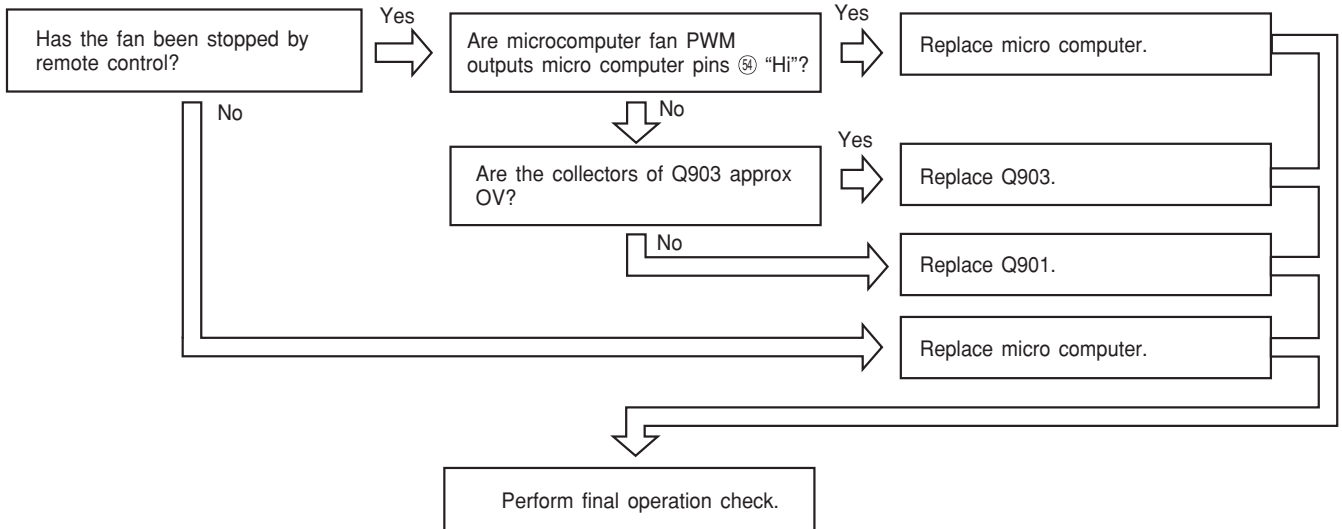 Has the fan been stopped by
remote control?
Yes
Are microcomputer fan PWM
outputs micro computer pins ㊴ “Hi”?
Yes
Replace micro computer.
No
No
Are the collectors of Q903 approx
OV?
Yes
Replace Q903.
No
Replace Q901.
Replace micro computer.
Perform final operation check.